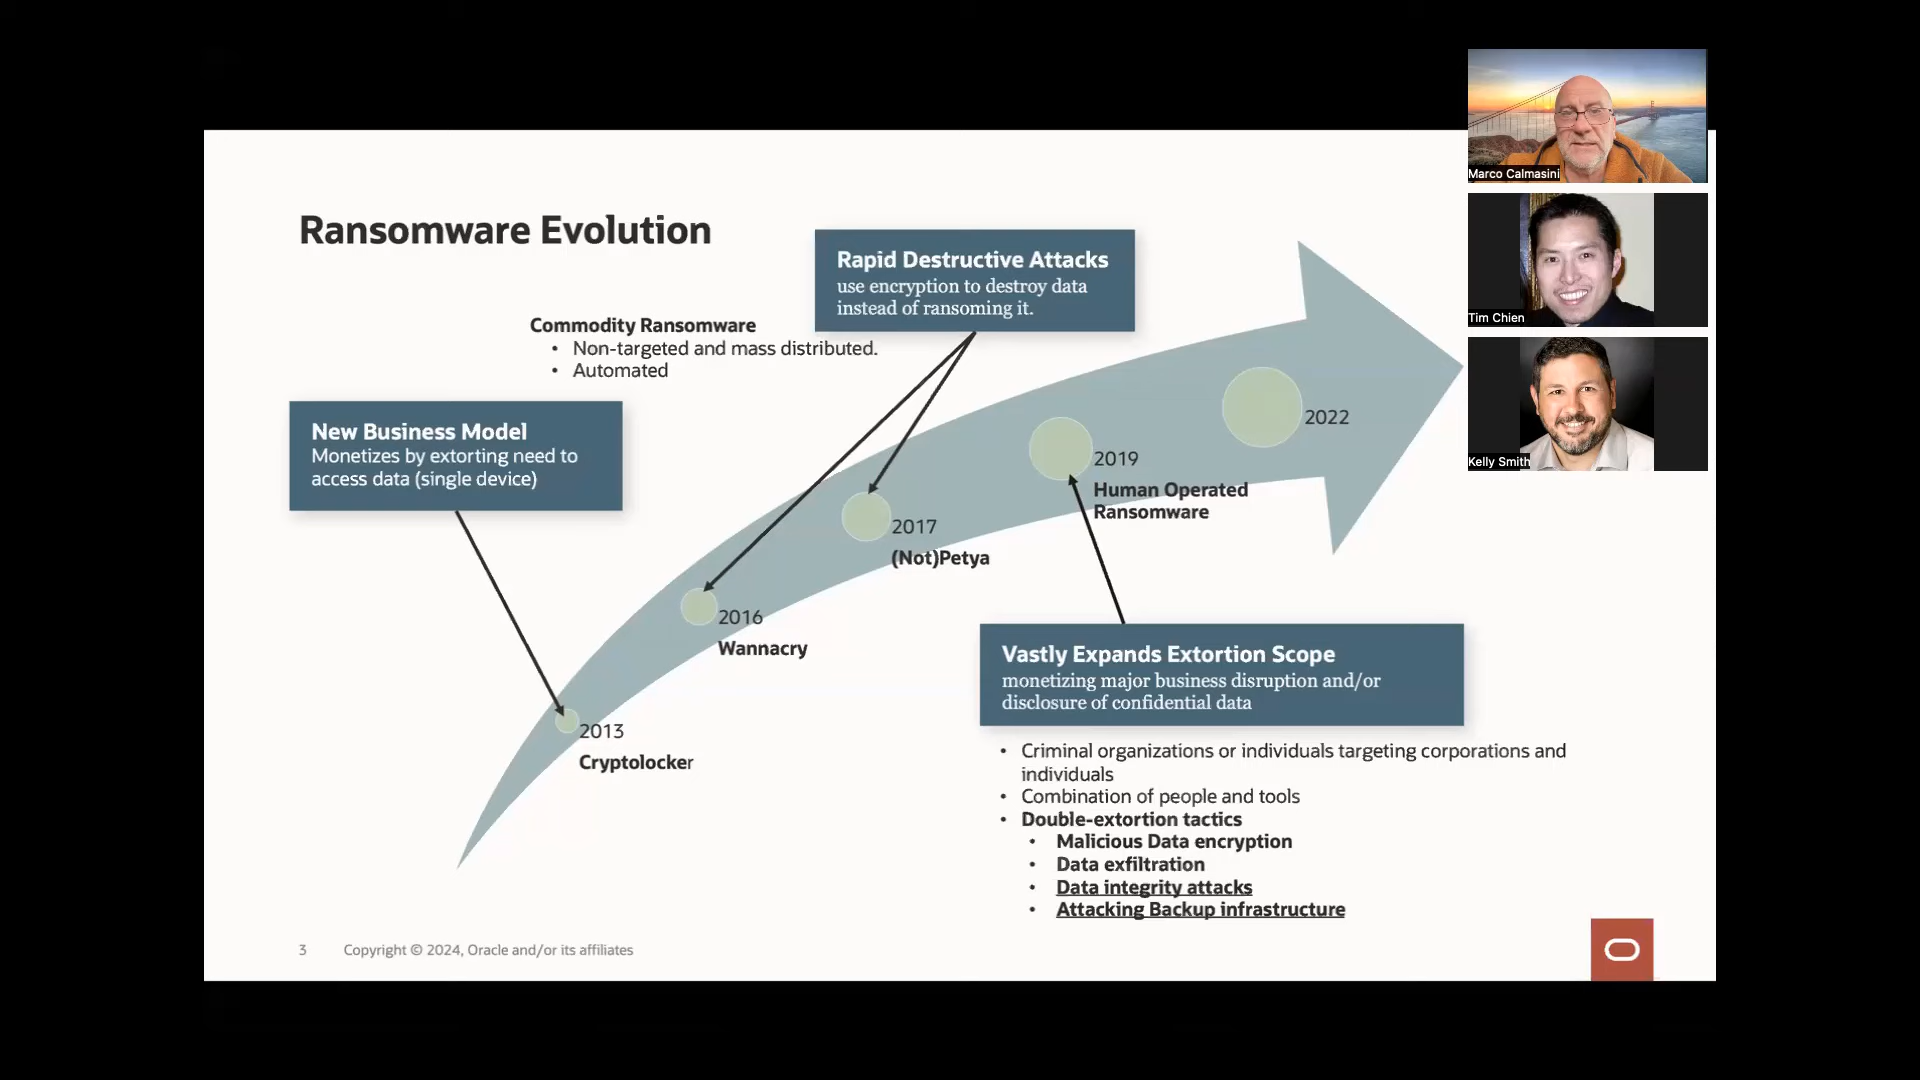 Ransomware Evolution
Rapid Destructive Attacks
use encryption to destroy data
instead of ransoming it.
Commodity Ransomware
• Non-targeted and mass distributed.
• Automated
New Business Model
Monetizes by extorting need to
access data (single device)
2022
2019
Human Operated
Ransomware
2017
(Not)Petya
2016
Wannacry
2013
Cryptolocker
Vastly Expands Extortion Scope
monetizing major business disruption and/or
disclosure of confidential data
• Criminal organizations or individuals targeting corporations and
individuals
• Combination of people and tools
• Double-extortion tactics
• Malicious Data encryption
• Data exfiltration
• Data integrity attacks
• Attacking Backup infrastructure
3 Copyright © 2024, Oracle and/or its affiliates
Marco Calmasini
Tim Chien
Kelly Smith